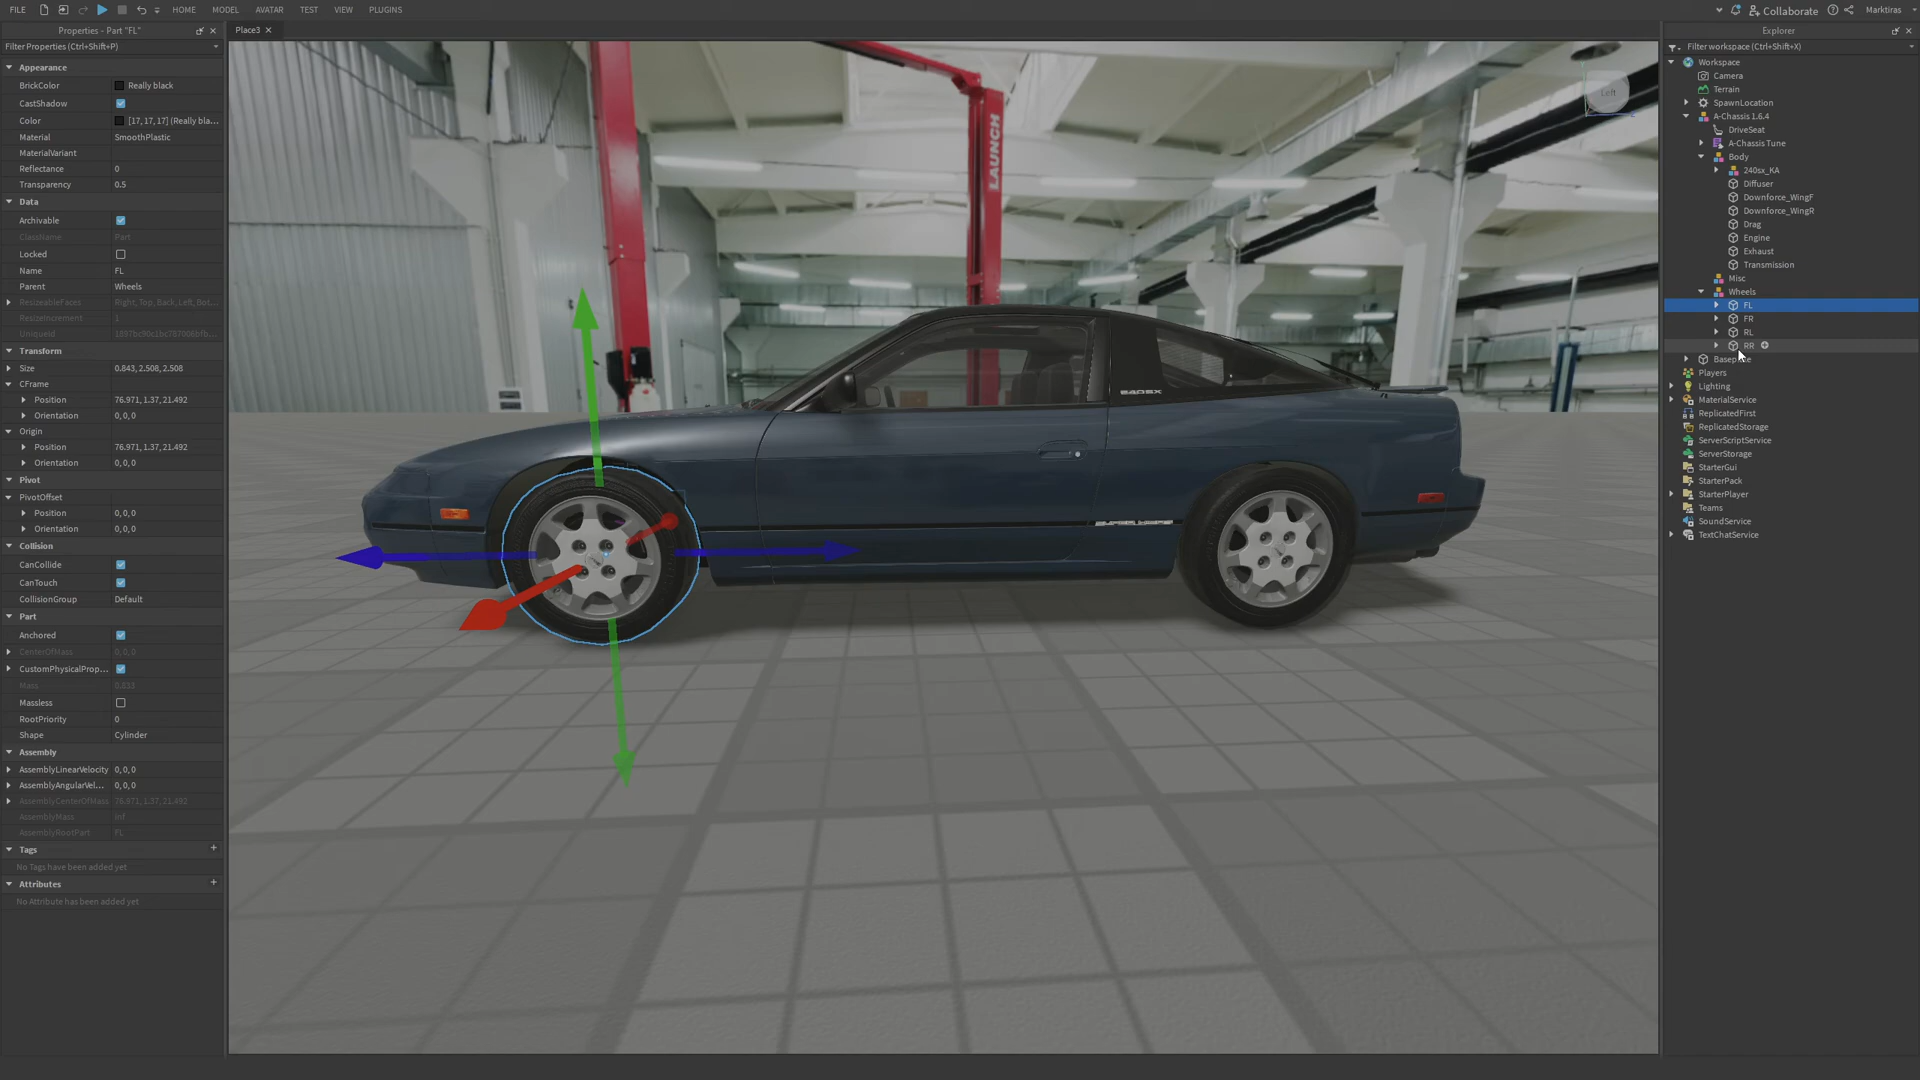 FILE HOME MODEL AVATAR TEST VIEW PLUGINS Collaborate Marktiras
Properties - Part "FL"
Filter Properties (Ctrl+Shift+P)
Appearance
BrickColor Really black
CastShadow
Color [17, 17, 17] (Really bla...
Material SmoothPlastic
MaterialVariant
Reflectance 0
Transparency 0.5
Data
Archivable
ClassName Part
Locked
Name FL
Parent Wheels
ResizeableFaces Right, Top, Back, Left, Bot...
ResizeIncrement 1
UniqueId
Transform
Size 0.843, 2.508, 2.508
CFrame
Position 76.971, 1.37, 21.492
Orientation 0, 0, 0
Origin
Position 76.971, 1.37, 21.492
Orientation 0, 0, 0
Pivot
PivotOffset
Position 0, 0, 0
Orientation 0, 0, 0
Collision
CanCollide
CanTouch
CollisionGroup Default
Part
Anchored
CenterOfMass 0, 0, 0
CustomPhysicalProp...
Mass 0.833
Massless
RootPriority 0
Shape Cylinder
Assembly
AssemblyLinearVelocity 0, 0, 0
AssemblyAngularVel... 0, 0, 0
AssemblyCenterOfMass 76.971, 1.37, 21.492
AssemblyMass inf
AssemblyRootPart FL
Tags
No Tags have been added yet
Attributes
No Attribute has been added yet
Place3
LAUNCH
Left
240SX
Explorer
Filter workspace (Ctrl+Shift+X)
Workspace
Camera
Terrain
SpawnLocation
A-Chassis 1.6.4
DriveSeat
A-Chassis Tune
Body
240sx_KA
Diffuser
Downforce_WingF
Downforce_WingR
Drag
Engine
Exhaust
Transmission
Misc
Wheels
FL
FR
RL
RR
Players
Lighting
MaterialService
ReplicatedFirst
ReplicatedStorage
ServerScriptService
ServerStorage
StarterGui
StarterPack
StarterPlayer
Teams
SoundService
TextChatService